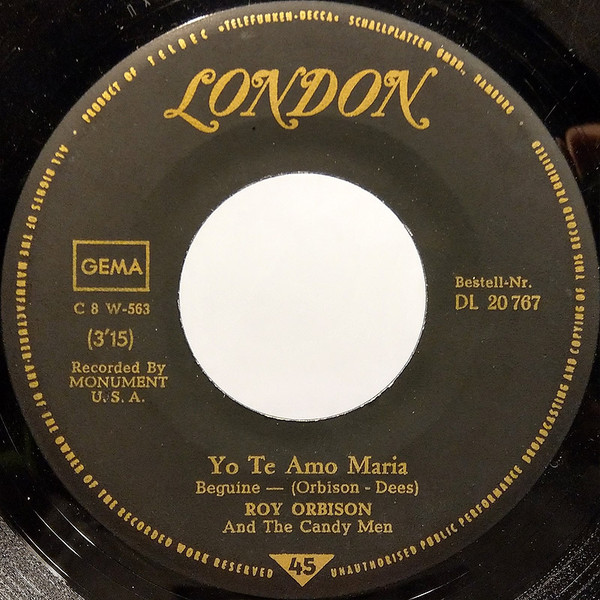 PRODUCT OF TELDEC »TELEFUNKEN-DECCA« SCHALLPLATTEN GMBH., HAMBURG
LONDON
GEMA
C 8 W-563
(3'15)
Recorded By
MONUMENT
U.S.A.
Bestell-Nr.
DL 20 767
Yo Te Amo Maria
Beguine — (Orbison - Dees)
ROY ORBISON
And The Candy Men
45
ALL RIGHTS OF THE MANUFACTURER · AND OF THE OWNER OF THE RECORDED WORK RESERVED
UNAUTHORISED PUBLIC PERFORMANCE BROADCASTING AND COPYING OF THIS RECORD PROHIBITED